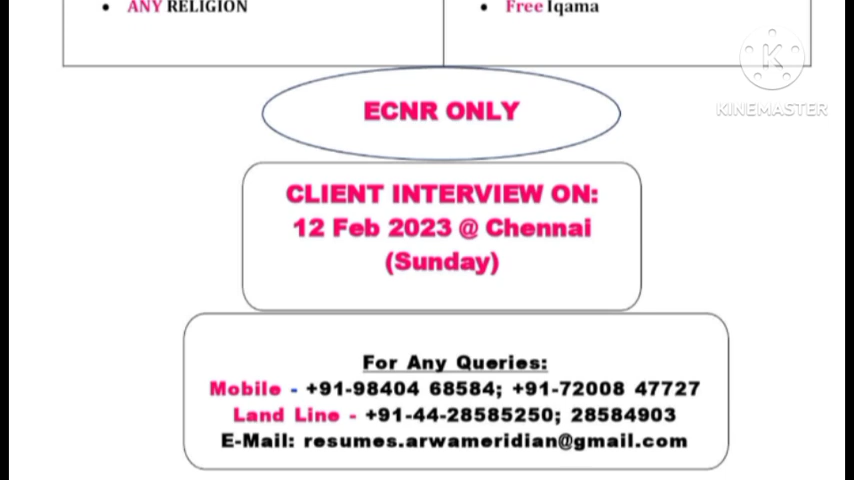 ANY RELIGION
Free Iqama
K
KINEMASTER
ECNR ONLY
CLIENT INTERVIEW ON:
12 Feb 2023 @ Chennai
(Sunday)
For Any Queries:
Mobile - +91-98404 68584; +91-72008 47727
Land Line - +91-44-28585250; 28584903
E-Mail: resumes.arwameridian@gmail.com